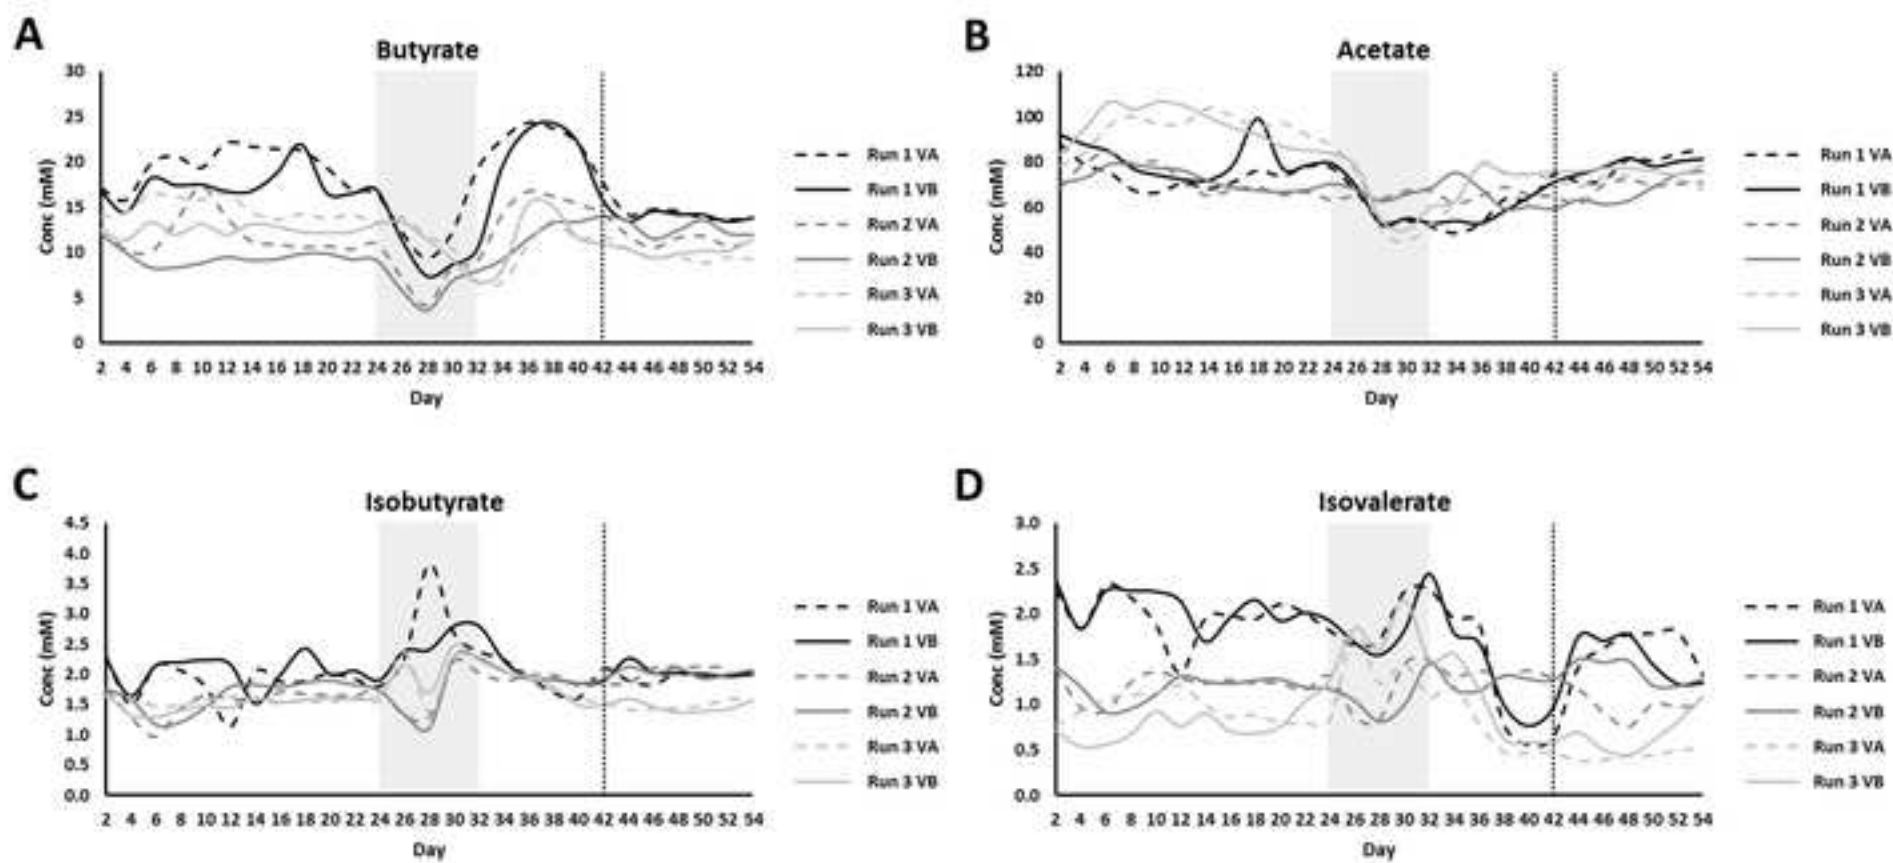 A
Butyrate
30
25
20
15
10
5
0
Conc (mM)
2 4 6 8 10 12 14 16 18 20 22 24 26 28 30 32 34 36 38 40 42 44 46 48 50 52 54
Day
Run 1 VA
Run 1 VB
Run 2 VA
Run 2 VB
Run 3 VA
Run 3 VB
B
Acetate
120
100
80
60
40
20
0
Conc (mM)
2 4 6 8 10 12 14 16 18 20 22 24 26 28 30 32 34 36 38 40 42 44 46 48 50 52 54
Day
Run 1 VA
Run 1 VB
Run 2 VA
Run 2 VB
Run 3 VA
Run 3 VB
C
Isobutyrate
4.5
4.0
3.5
3.0
2.5
2.0
1.5
1.0
0.5
0.0
Conc (mM)
2 4 6 8 10 12 14 16 18 20 22 24 26 28 30 32 34 36 38 40 42 44 46 48 50 52 54
Day
Run 1 VA
Run 1 VB
Run 2 VA
Run 2 VB
Run 3 VA
Run 3 VB
D
Isovalerate
3.0
2.5
2.0
1.5
1.0
0.5
0.0
Conc (mM)
2 4 6 8 10 12 14 16 18 20 22 24 26 28 30 32 34 36 38 40 42 44 46 48 50 52 54
Day
Run 1 VA
Run 1 VB
Run 2 VA
Run 2 VB
Run 3 VA
Run 3 VB